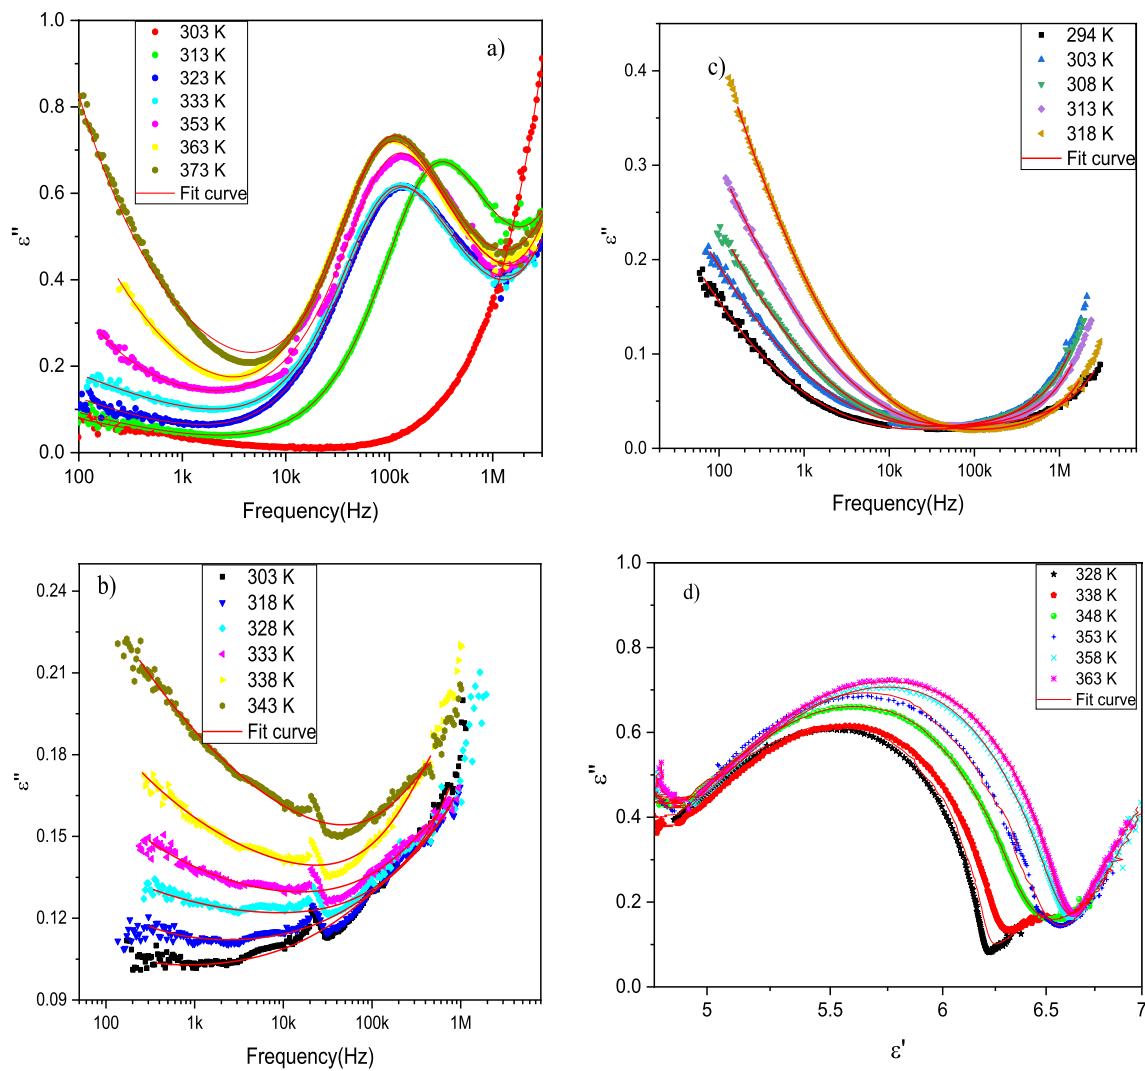 a)
303 K
313 K
323 K
333 K
353 K
363 K
373 K
Fit curve
1.0
0.8
0.6
0.4
0.2
0.0
ε"
100
1k
10k
100k
1M
Frequency(Hz)
c)
294 K
303 K
308 K
313 K
318 K
Fit curve
0.4
0.3
0.2
0.1
0.0
ε"
100
1k
10k
100k
1M
Frequency(Hz)
b)
303 K
318 K
328 K
333 K
338 K
343 K
Fit curve
0.24
0.21
0.18
0.15
0.12
0.09
ε"
100
1k
10k
100k
1M
Frequency(Hz)
d)
328 K
338 K
348 K
353 K
358 K
363 K
Fit curve
1.0
0.8
0.6
0.4
0.2
0.0
ε"
5
5.5
6
6.5
7
ε'